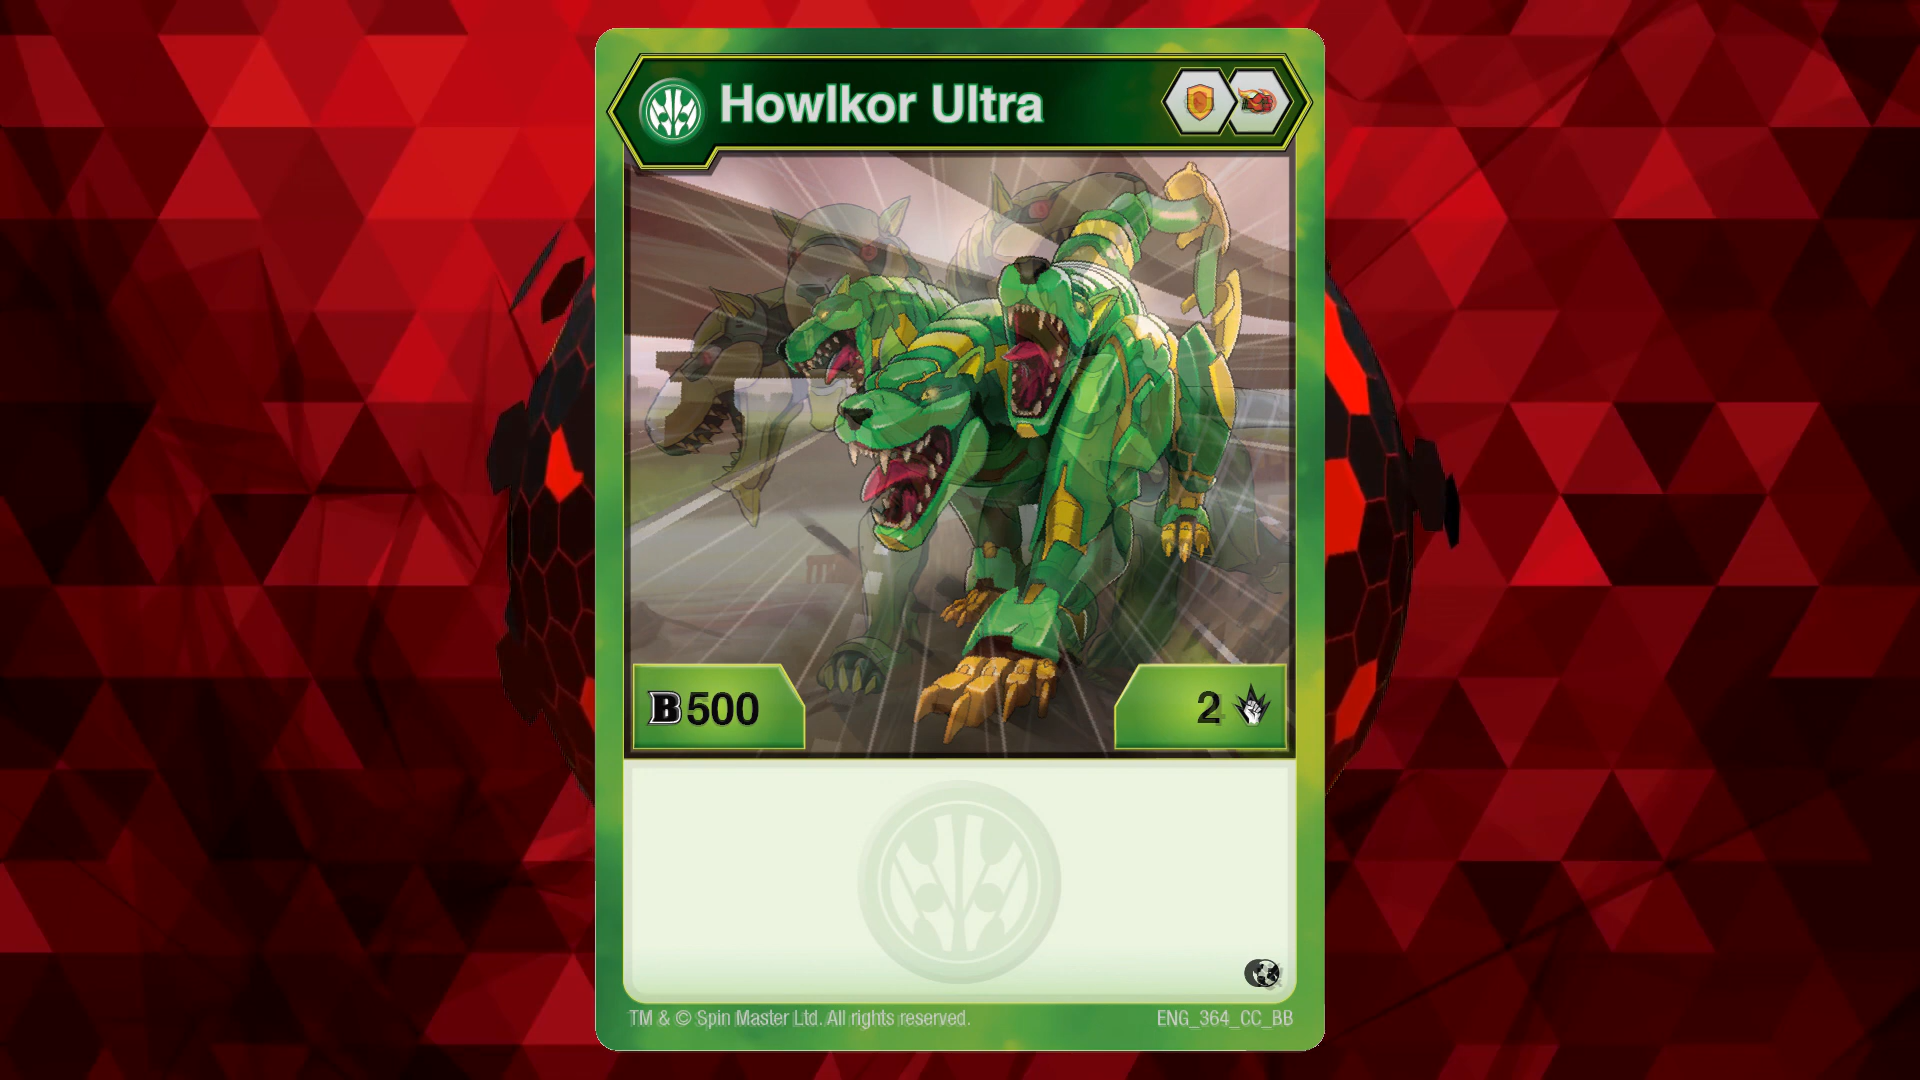 Howlkor Ultra
B500
2
TM & © Spin Master Ltd. All rights reserved.
ENG_364_CC_BB